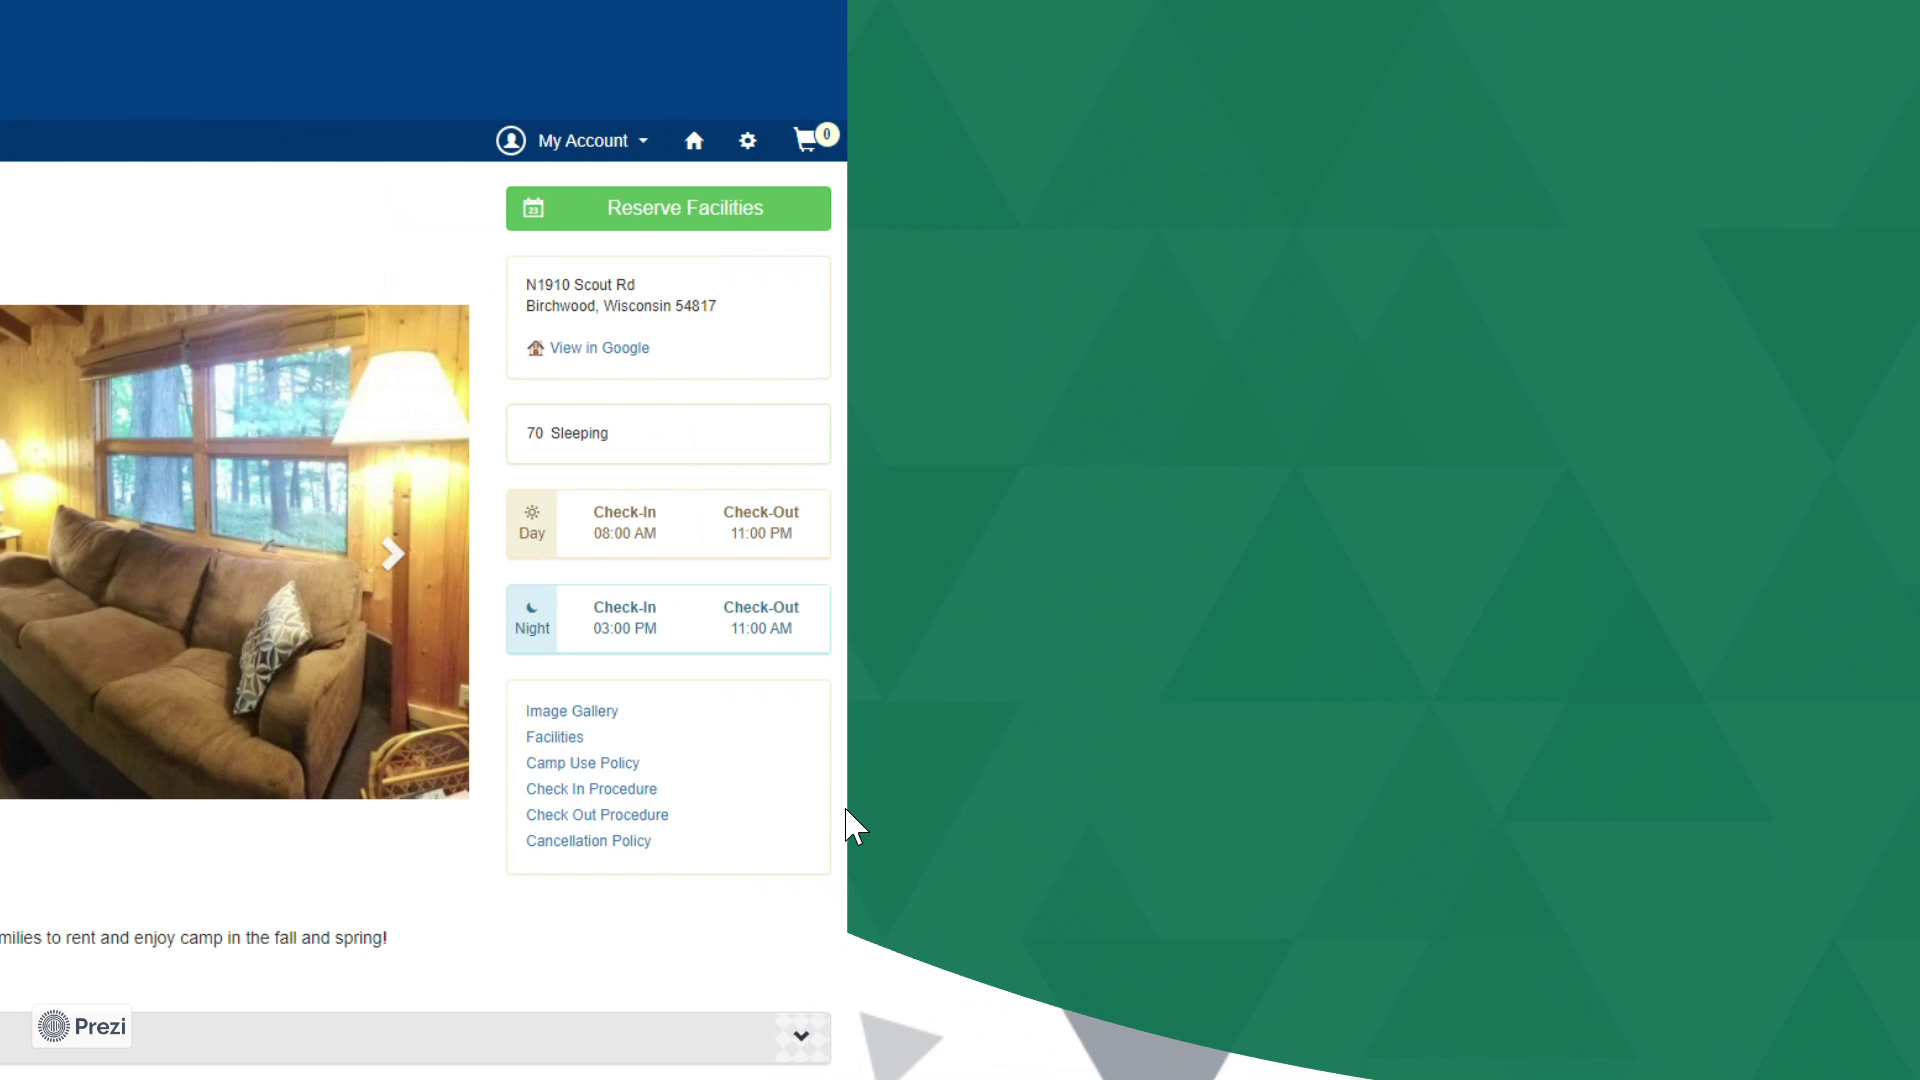 My Account
0
23
Reserve Facilities
N1910 Scout Rd
Birchwood, Wisconsin 54817
View in Google
70 Sleeping
Day
Check-In
08:00 AM
Check-Out
11:00 PM
Night
Check-In
03:00 PM
Check-Out
11:00 AM
Image Gallery
Facilities
Camp Use Policy
Check In Procedure
Check Out Procedure
Cancellation Policy
milies to rent and enjoy camp in the fall and spring!
Prezi